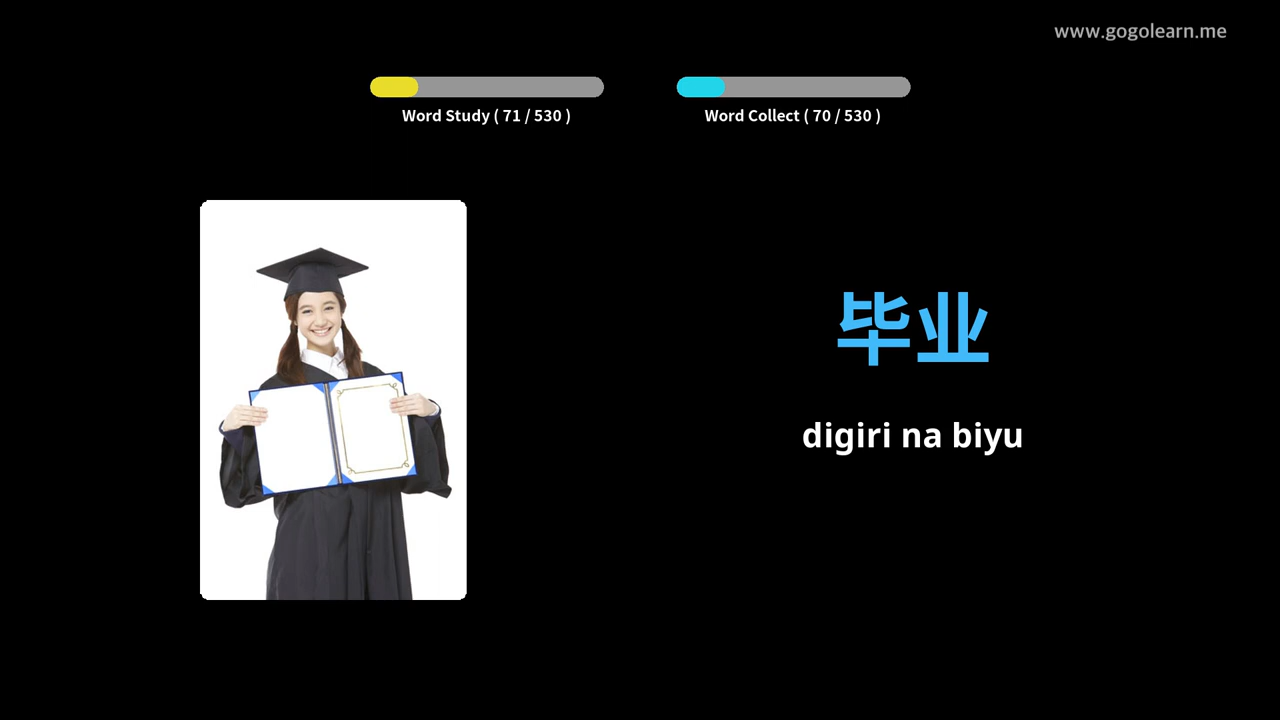 www.gogolearn.me
Word Study ( 71 / 530 )
Word Collect ( 70 / 530 )
毕业
digiri na biyu